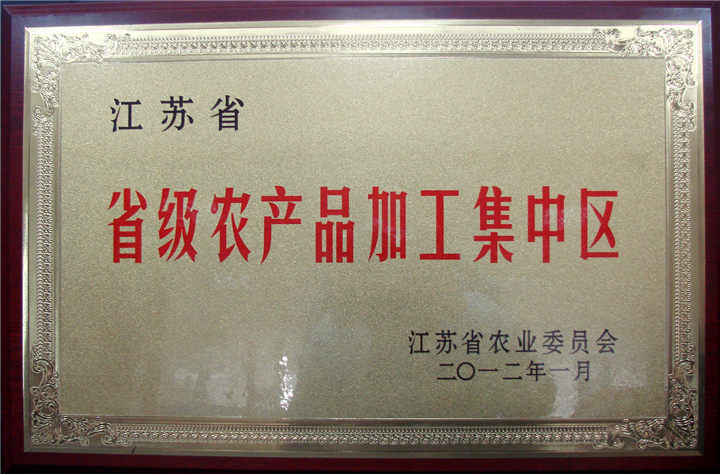 江苏省
省级农产品加工集中区
江苏省农业委员会
二〇一二年一月